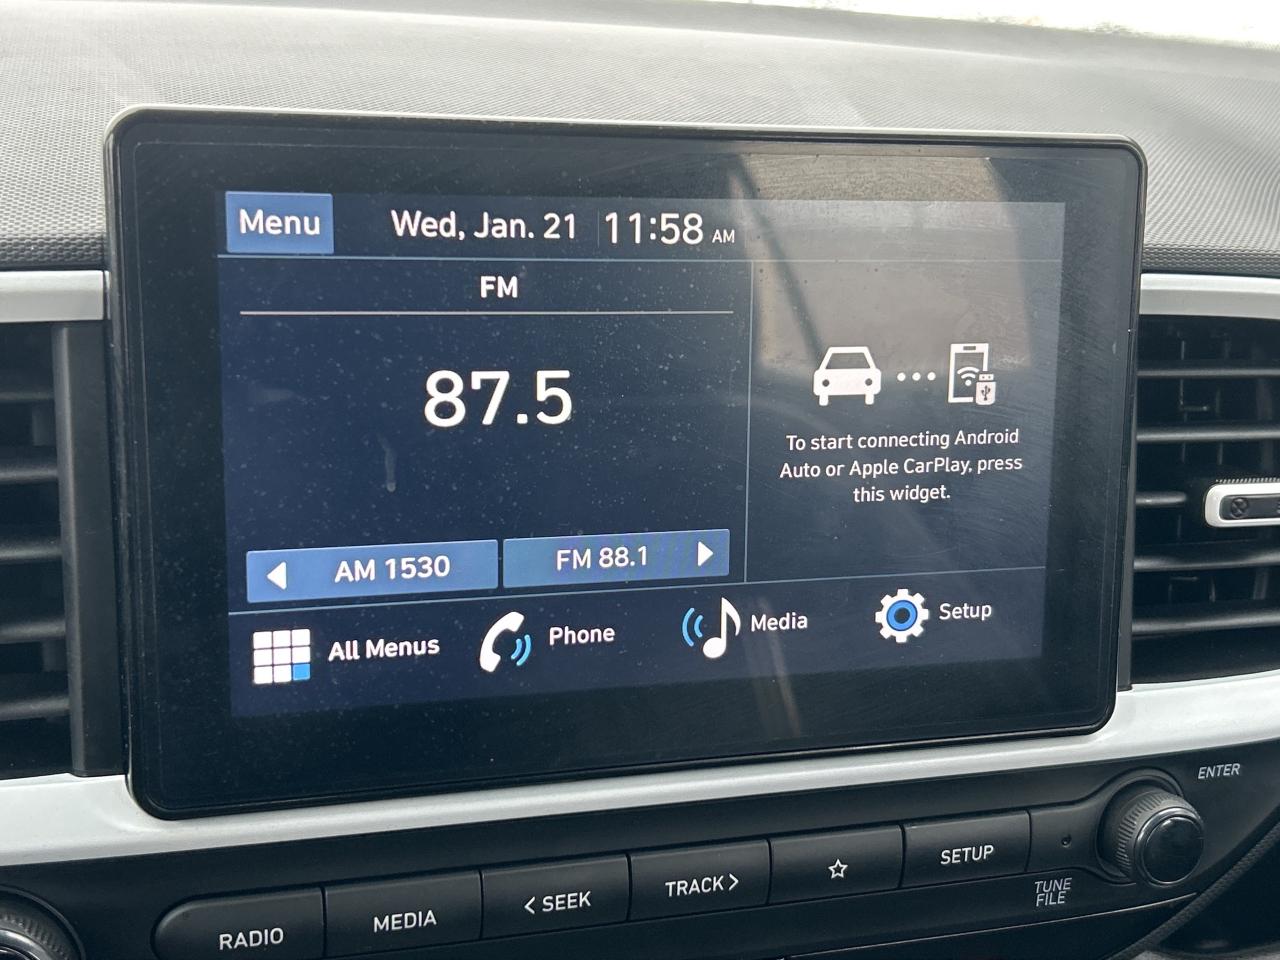 Menu
Wed, Jan. 21
11:58 AM
FM
87.5
To start connecting Android
Auto or Apple CarPlay, press
this widget.
AM 1530
FM 88.1
All Menus
Phone
Media
Setup
ENTER
RADIO
MEDIA
< SEEK
TRACK >
☆
SETUP
TUNE
FILE